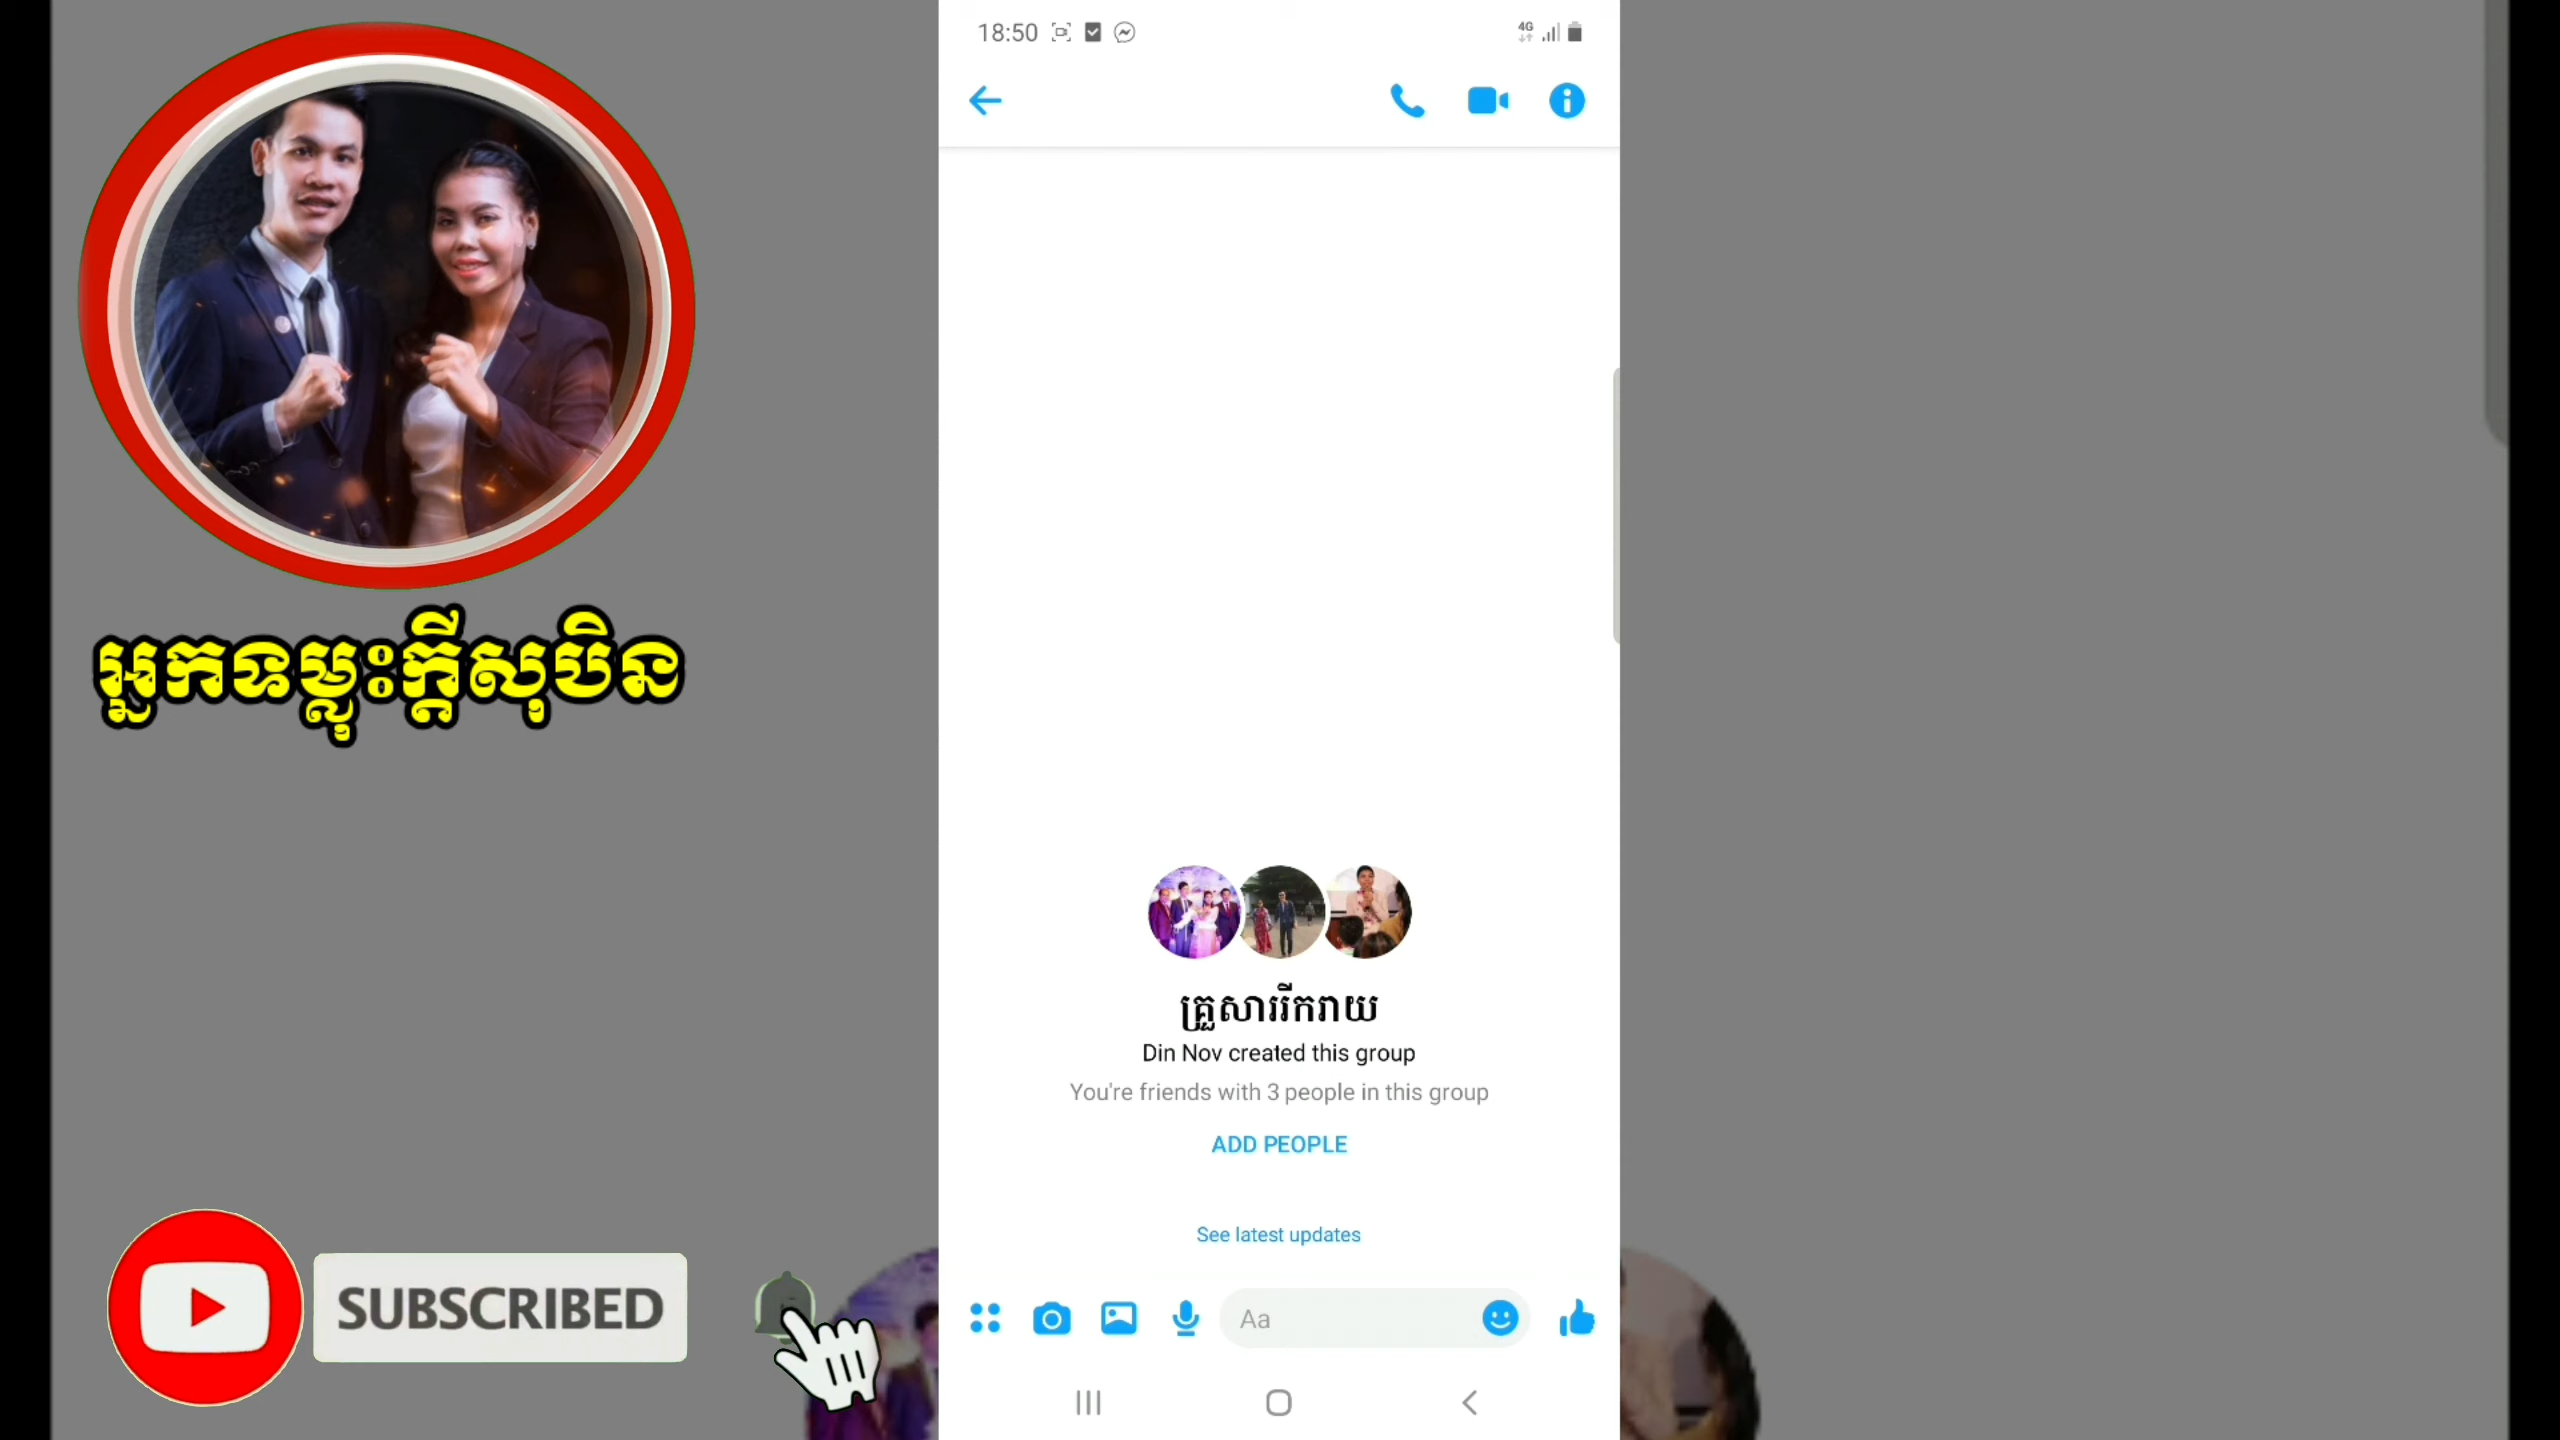 18:50
4G
អ្នកទម្លុះក្តីសុបិន
គ្រួសាររីករាយ
Din Nov created this group
You're friends with 3 people in this group
ADD PEOPLE
See latest updates
SUBSCRIBED
Aa